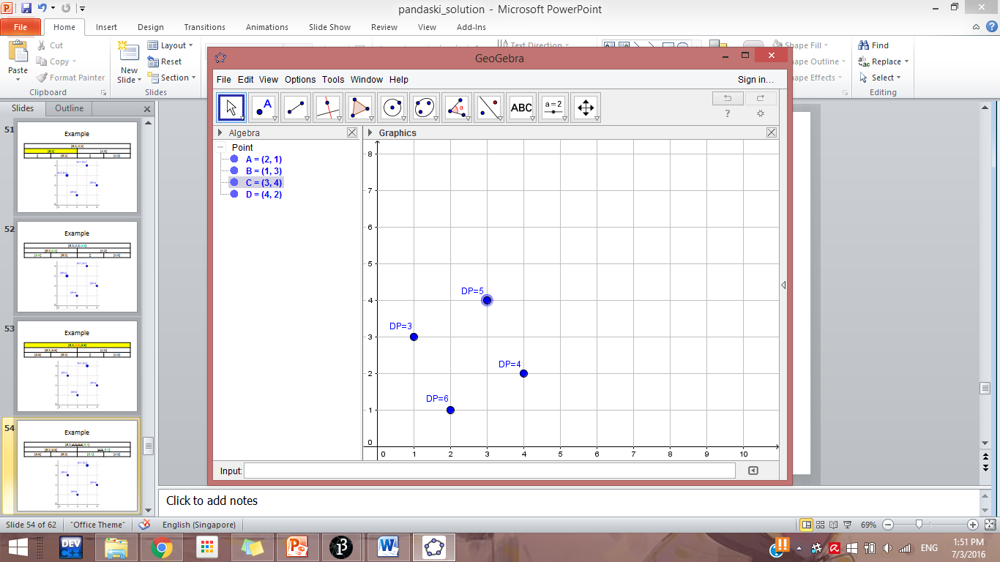 pandaski_solution - Microsoft PowerPoint
File Home Insert Design Transitions Animations Slide Show Review View Add-Ins
Paste
Cut
Copy
Format Painter
Clipboard
New
Slide
Layout
Reset
Section
Slides
Text Direction
Shape Fill
Shape Outline
Shape Effects
Find
Replace
Select
Editing
GeoGebra
File Edit View Options Tools Window Help Sign in...
A
ABC
a = 2
Algebra
Graphics
Point
A = (2, 1)
B = (1, 3)
C = (3, 4)
D = (4, 2)
8
7
6
5
4
3
2
1
0
0 1 2 3 4 5 6 7 8 9 10
DP=5
DP=3
DP=4
DP=6
Input:
Slides Outline
51
Example
52
Example
53
Example
54
Example
Click to add notes
Slide 54 of 62 "Office Theme" English (Singapore) 69%
DEV
C++
ENG
1:51 PM
7/3/2016